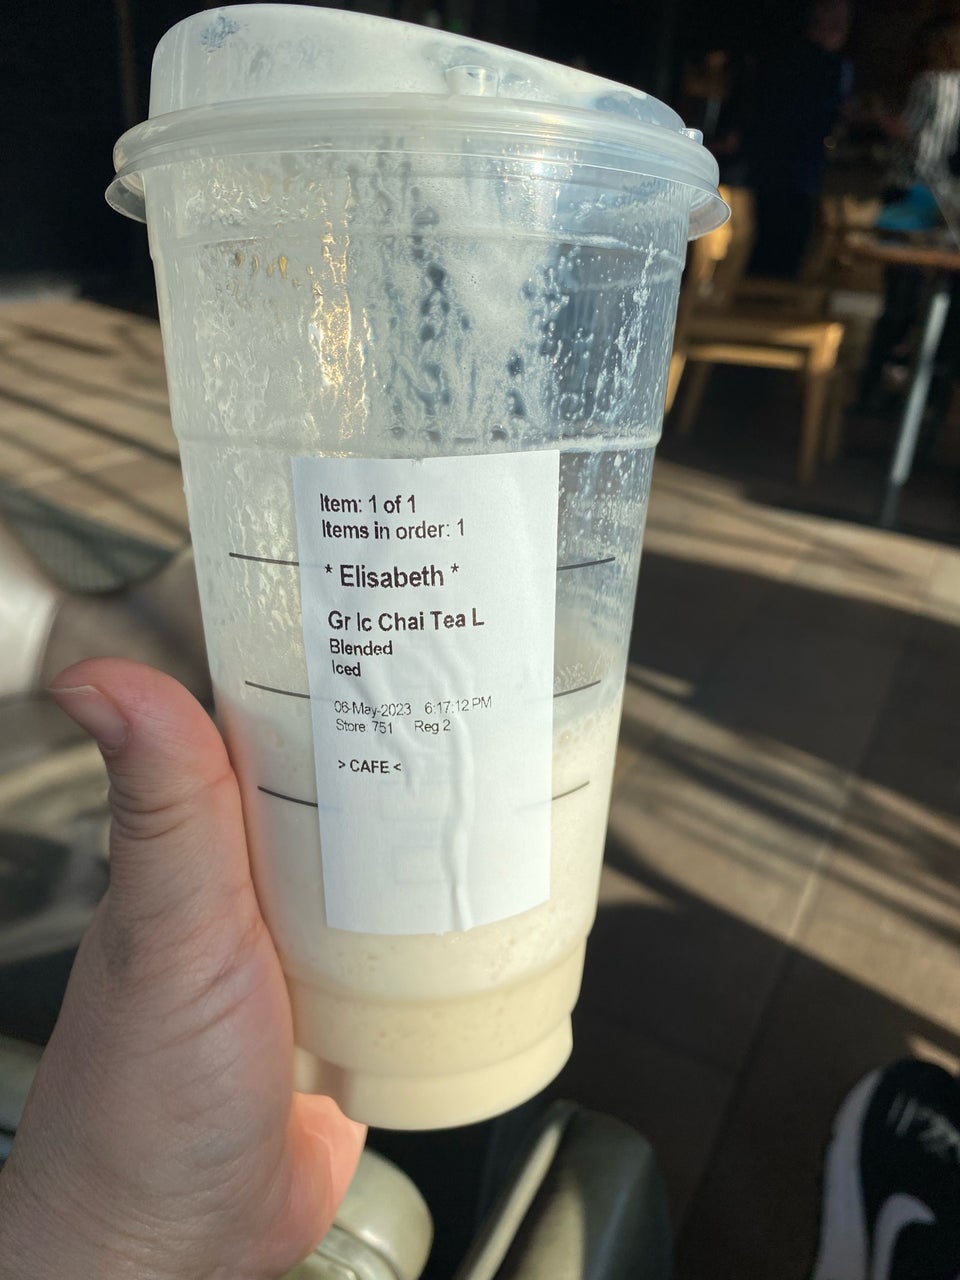 Item: 1 of 1
Items in order: 1
* Elisabeth *
Gr Ic Chai Tea L
Blended
Iced
06-May-2023 6:17:12 PM
Store: 751 Reg 2
> CAFE <